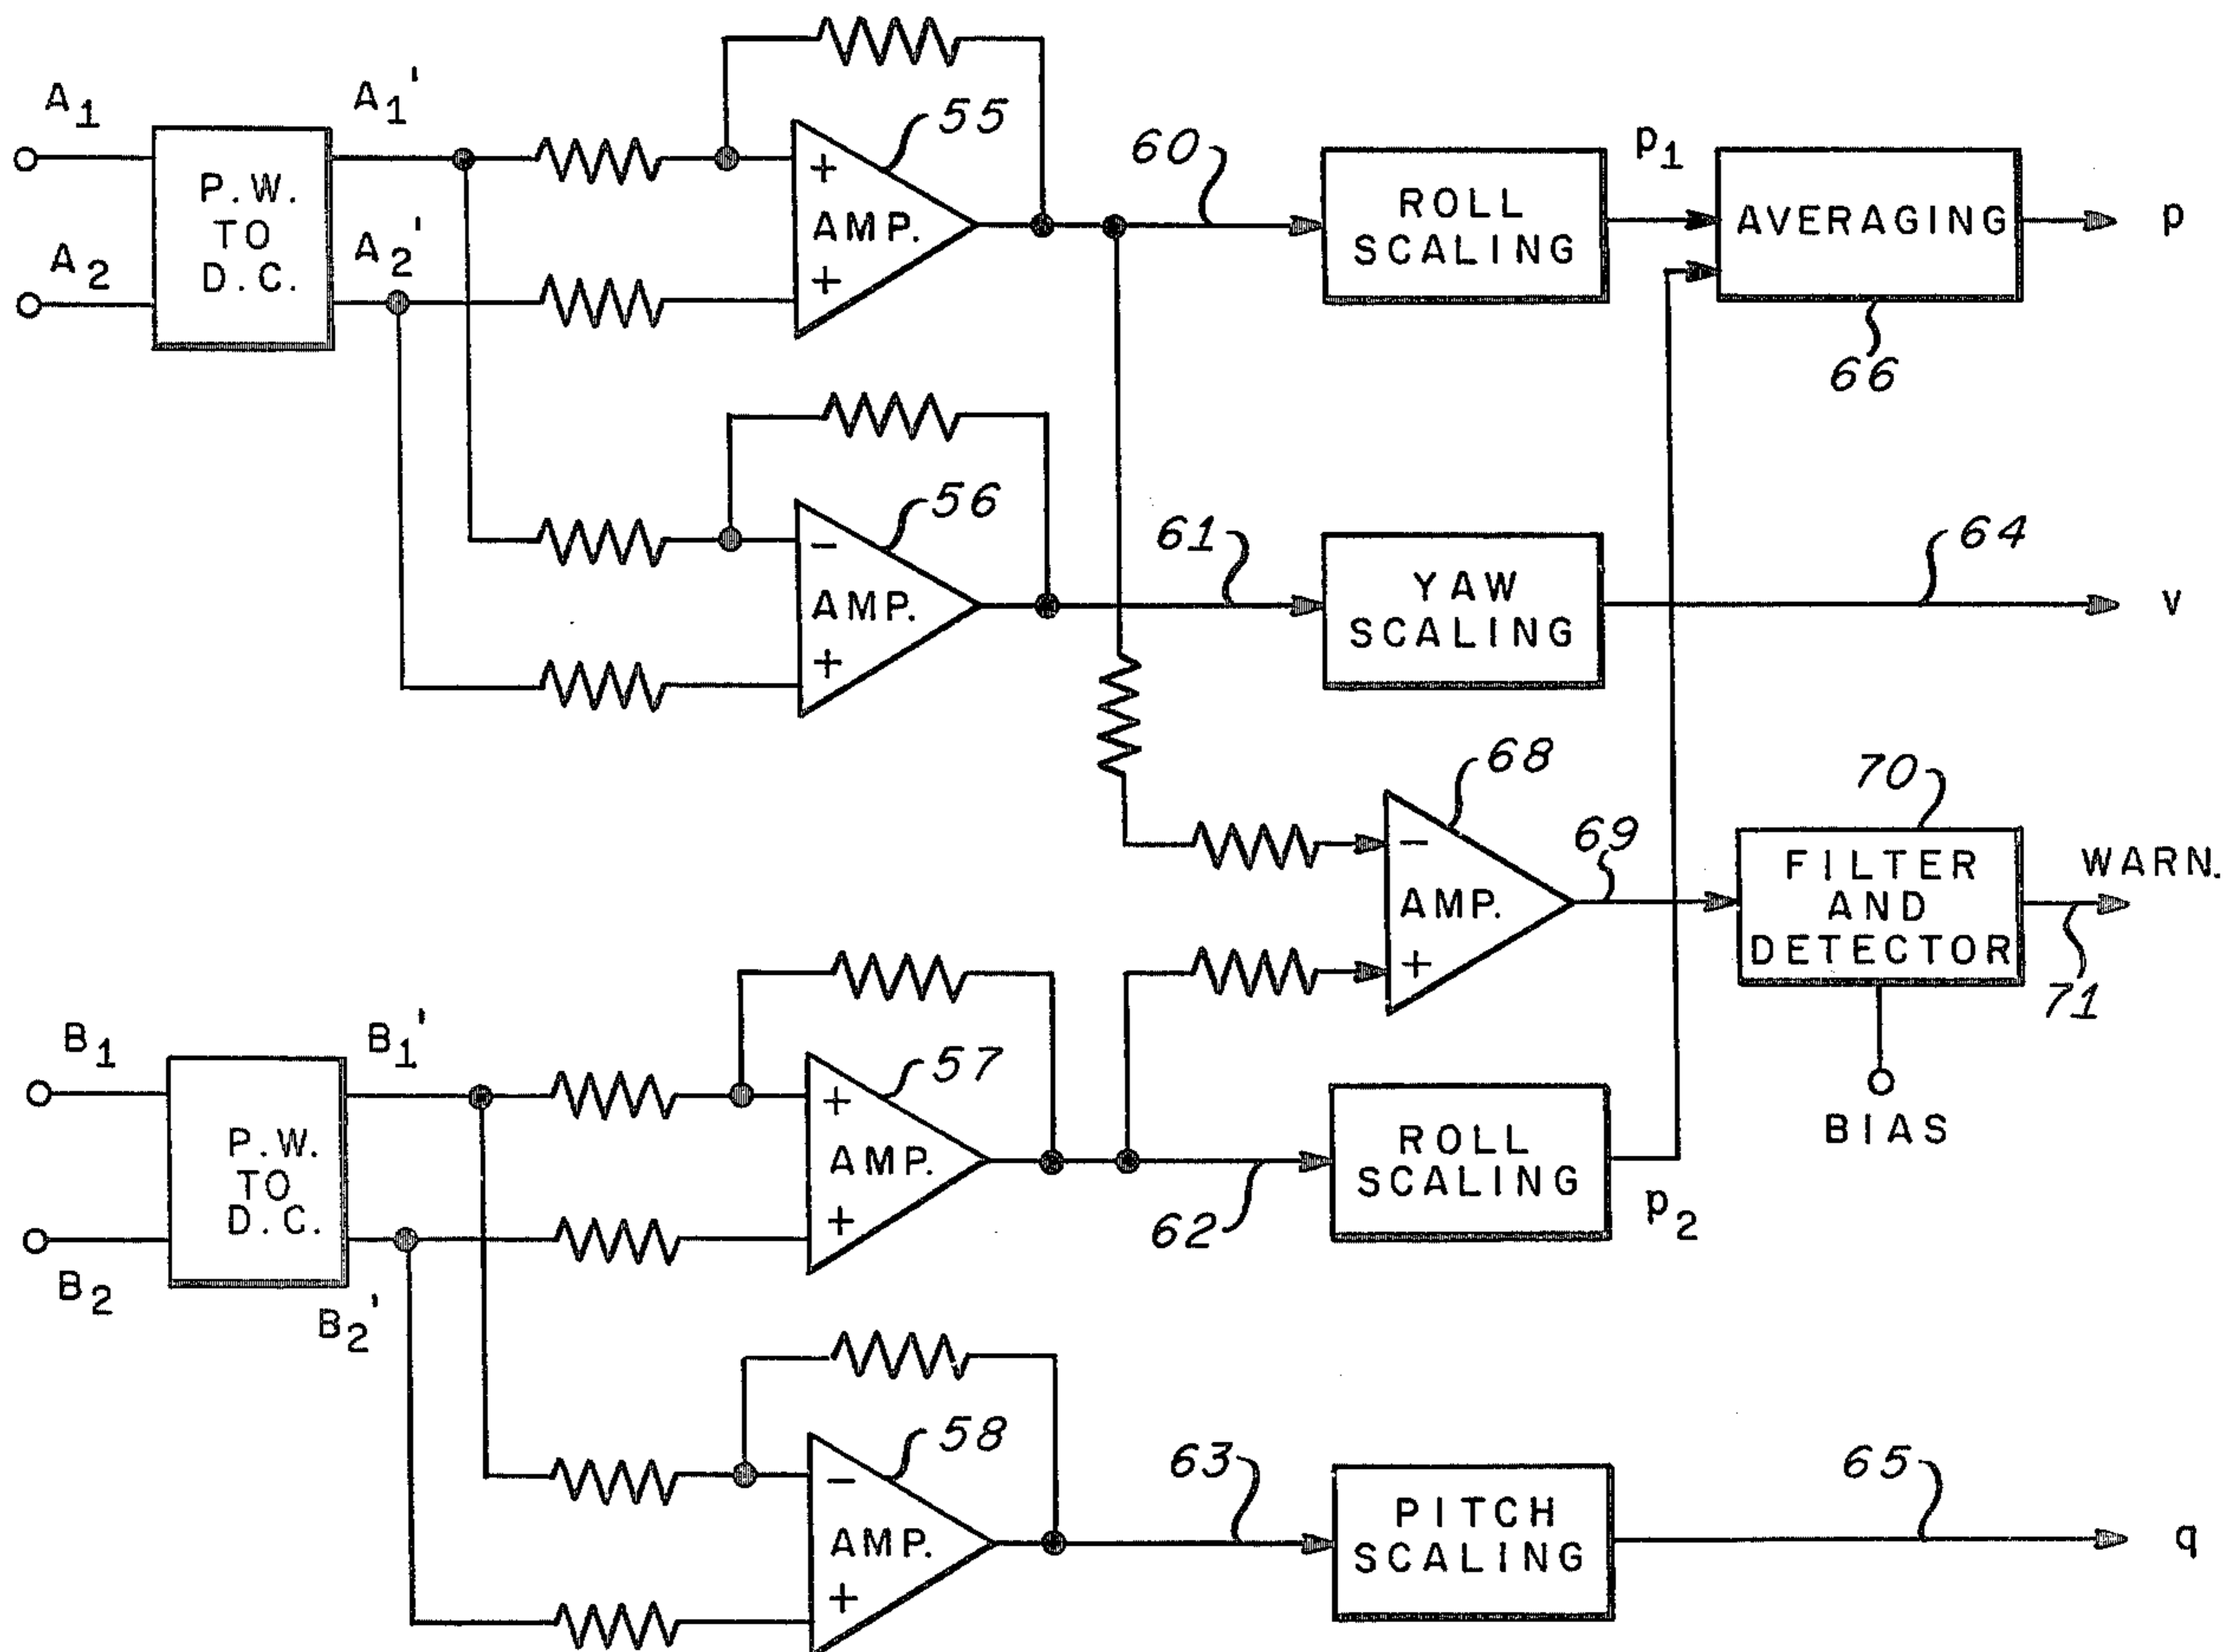 A1
A1'
P.W.
TO
D.C.
A2
A2'
+
AMP.
+
55
60
ROLL
SCALING
p1
AVERAGING
p
66
-
AMP.
+
56
61
YAW
SCALING
64
v
68
-
AMP.
+
69
70
FILTER
AND
DETECTOR
WARN.
71
BIAS
B1
B1'
P.W.
TO
D.C.
B2
B2'
+
AMP.
+
57
62
ROLL
SCALING
p2
-
AMP.
+
58
63
PITCH
SCALING
65
q